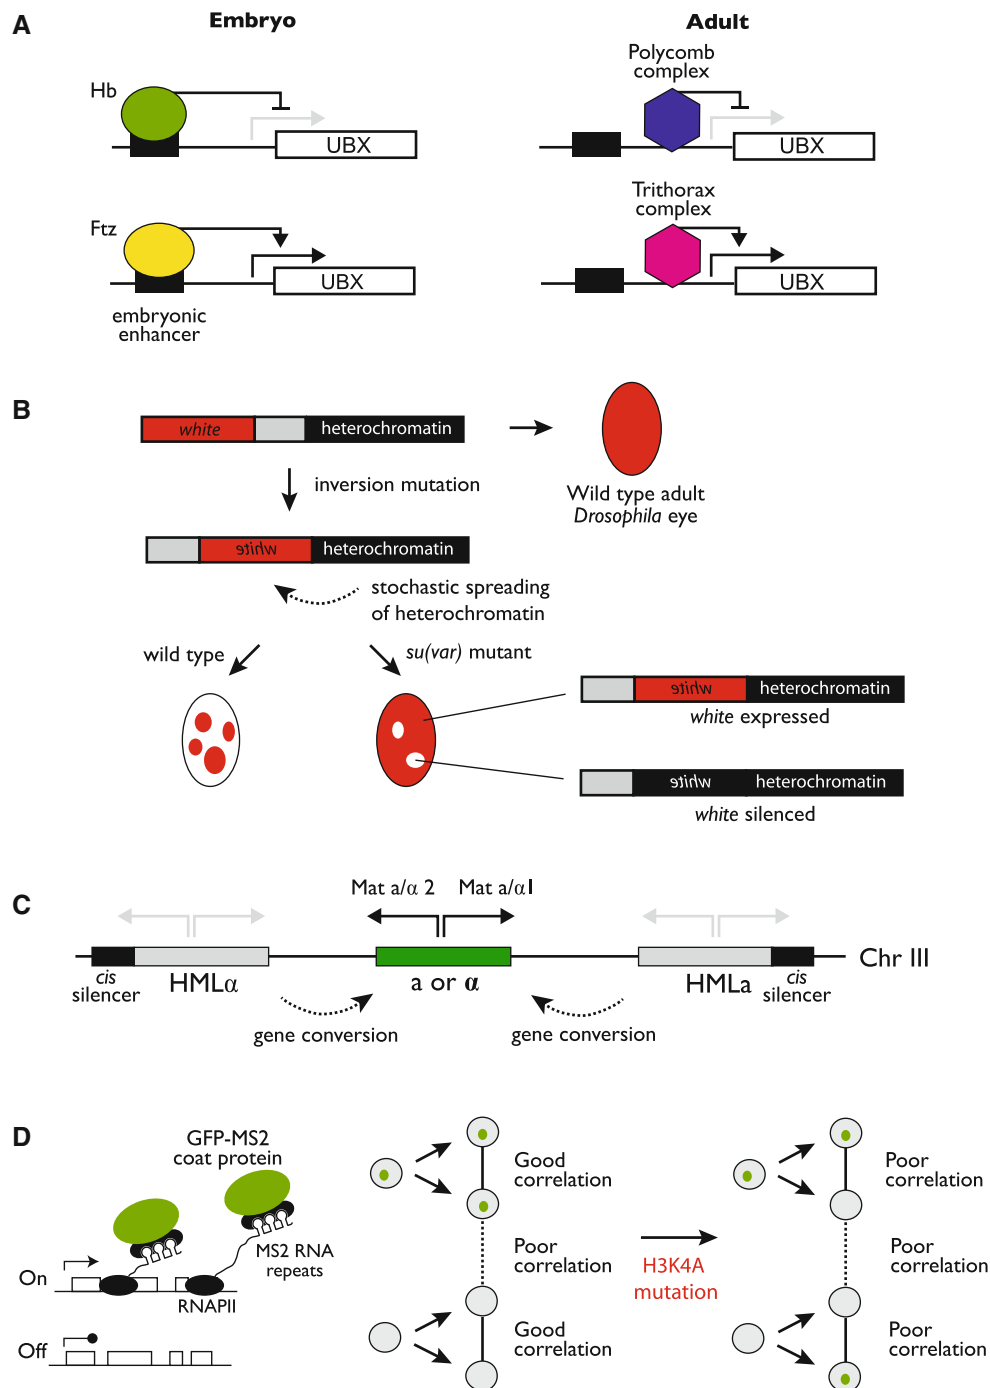 A
Embryo
Adult
Hb
UBX
Polycomb
complex
UBX
Ftz
UBX
embryonic
enhancer
Trithorax
complex
UBX
B
white
heterochromatin
Wild type adult
Drosophila eye
inversion mutation
white
heterochromatin
stochastic spreading
of heterochromatin
wild type
su(var) mutant
white
heterochromatin
white expressed
white
heterochromatin
white silenced
C
Mat a/α 2
Mat a/α1
Chr III
cis
silencer
HMLα
a or α
HMLa
cis
silencer
gene conversion
gene conversion
D
GFP-MS2
coat protein
MS2 RNA
repeats
On
RNAPII
Off
Good
correlation
Poor
correlation
Good
correlation
H3K4A
mutation
Poor
correlation
Poor
correlation
Poor
correlation